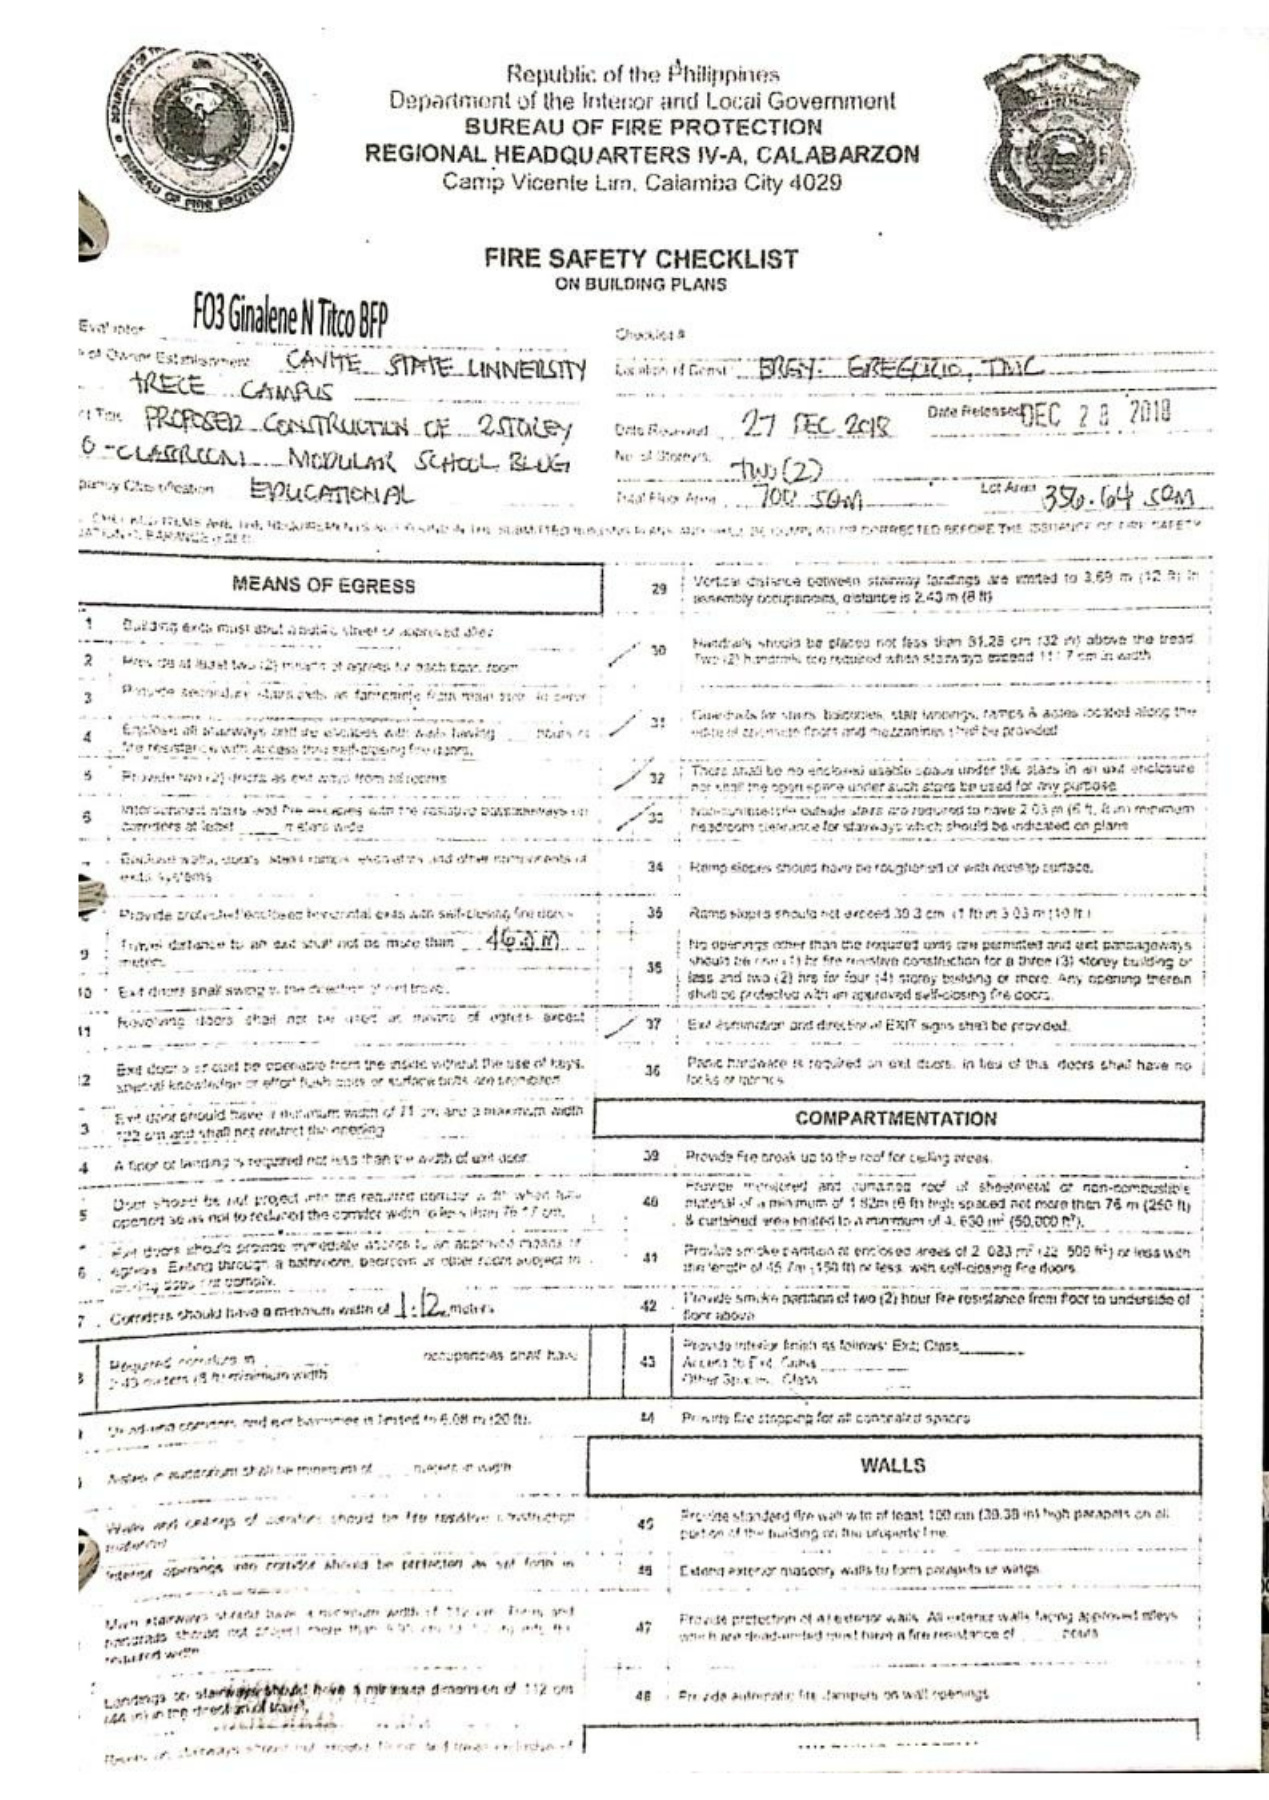 Republic of the Philippines
Department of the Interior and Local Government
BUREAU OF FIRE PROTECTION
REGIONAL HEADQUARTERS IV-A, CALABARZON
Camp Vicente Lim, Calamba City 4029
FIRE SAFETY CHECKLIST
ON BUILDING PLANS
Evaluator FO3 Ginalene N Titco BFP
Checklist #
of Owner Establishment CAVITE STATE UNIVERSITY
TRECE CAMPUS
Location of Const BRGY. GREGORIO, TMC
Title PROPOSED CONSTRUCTION OF 2 STOREY
-CLASSROOM MODULAR SCHOOL BLDG
Date Received 27 DEC 2018 Date Released DEC 2 8 2018
No. of Storeys TWO (2)
pancy Classification EDUCATIONAL
Total Floor Area 700 SQM Lot Area 356.64 SQM
MEANS OF EGRESS
1 Building exits must abut a public street or approved alley
2 Provide at least two (2) means of egress for each floor, room
3 Provide secondary stairs exits as far remote from main
4 Enclose all stairways and fire escapes with walls having hours of
fire resistance with access thru self-closing fire doors.
5 Provide two (2) doors as exit ways from all rooms
6 Interconnect stairs and fire escapes with fire resistive passageways or
corridors at least meters wide
Enclose walls, doors, stairs ramps, escalators and other components of
exits systems
Provide protected enclosed horizontal exits with self-closing fire doors
9 Travel distance to an exit shall not be more than 46.0 m
meters
10 Exit doors shall swing in the direction of exit travel.
11 Revolving doors shall not be used as means of egress except
12 Exit doors should be openable from the inside without the use of keys,
special knowledge or effort flush bolts or surface bolts are prohibited
3 Exit door should have a minimum width of 71 cm and a maximum width
122 cm and shall not restrict the opening
4 A floor or landing is required not less than the width of exit door.
5 Door should be not project into the required corridor width when fully
opened so as not to reduced the corridor width to less than 76.17 cm.
6 Exit doors should provide immediate access to an approved means of
egress. Exiting through a bathroom, bedroom or other room subject to
locking does not comply.
7 Corridors should have a minimum width of 1.12 meters
Required corridors in occupancies shall have
2.43 meters (8 ft) minimum width
Dead-end corridors and exit balconies is limited to 6.08 m (20 ft).
Aisles in auditorium shall be minimum of meters in width
Walls and ceilings of corridors should be fire resistive construction
Interior openings into corridor should be protected as set forth in
Main stairways should have a minimum width of 112 cm
handrails should not project more than
required width
Landings on stairways should have a minimum dimension of 112 cm
(44 in) in the direction of travel.
29 Vertical distance between stairway landings are limited to 3.69 m (12 ft) in
assembly occupancies, distance is 2.43 m (8 ft)
30 Handrails should be placed not less than 81.28 cm (32 in) above the tread.
Two (2) handrails are required when stairways exceed 111.7 cm in width
31 Guardrails for stairs, balconies, stair landings, ramps & aisles located along the
edge of open-side floors and mezzanines shall be provided
32 There shall be no enclosed usable space under the stairs in an exit enclosure
nor shall the open space under such stairs be used for any purpose
33 Non-combustible outside stairs are required to have 2.03 m (6 ft, 8 in) minimum
headroom clearance for stairways which should be indicated on plans
34 Ramp slopes should have be roughened or with nonslip surface.
35 Ramp slopes should not exceed 30.3 cm (1 ft) in 3.03 m (10 ft)
36 No openings other than the required exits are permitted and exit passageways
should be one (1) hr fire resistive construction for a three (3) storey building or
less and two (2) hrs for four (4) storey building or more. Any opening therein
shall be protected with an approved self-closing fire doors.
37 Exit illumination and directional EXIT signs shall be provided.
38 Panic hardware is required on exit doors. In lieu of this doors shall have no
locks or latches
COMPARTMENTATION
39 Provide fire break up to the roof for ceiling areas.
40 Provide monitored and curtained roof of sheetmetal or non-combustible
material of a minimum of 1.82m (6 ft) high spaced not more than 76 m (250 ft)
& curtained area limited to a minimum of 4, 650 m² (50,000 ft²).
41 Provide smoke partition at enclosed areas of 2 083 m² (22 500 ft²) or less with
the length of 45.7m (150 ft) or less, with self-closing fire doors
42 Provide smoke partition of two (2) hour fire resistance from floor to underside of
floor above
43 Provide interior finish as follows: Exit; Class
Access to Exit; Class
Other Spaces, Class
44 Provide fire stopping for all concealed spaces
WALLS
45 Provide standard fire wall with at least 100 cm (39.39 in) high parapets on all
portion of the building on the property line.
46 Extend exterior masonry walls to form parapets or wings
47 Provide protection of all exterior walls. All exterior walls facing approved alleys
which are dead-ended must have a fire resistance of hours
48 Provide automatic fire dampers on wall openings